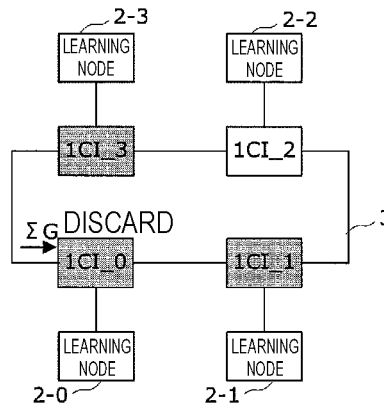 2-3 2-2
LEARNING NODE LEARNING NODE
1CI_3 1CI_2
ΣG DISCARD 3
1CI_0 1CI_1
LEARNING NODE LEARNING NODE
2-0 2-1